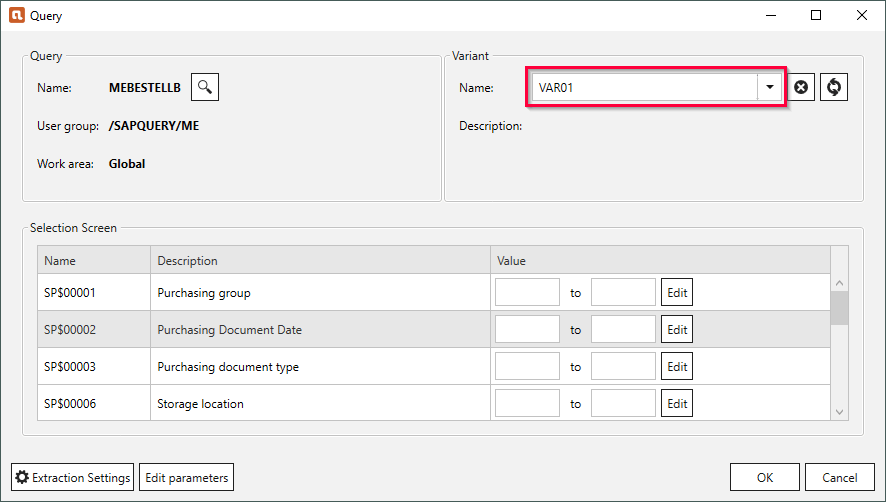 Query
Query
Name: MEBESTELLB
User group: /SAPQUERY/ME
Work area: Global
Variant
Name: VAR01
Description:
Selection Screen
Name Description Value
SP$00001 Purchasing group to Edit
SP$00002 Purchasing Document Date to Edit
SP$00003 Purchasing document type to Edit
SP$00006 Storage location to Edit
Extraction Settings Edit parameters OK Cancel